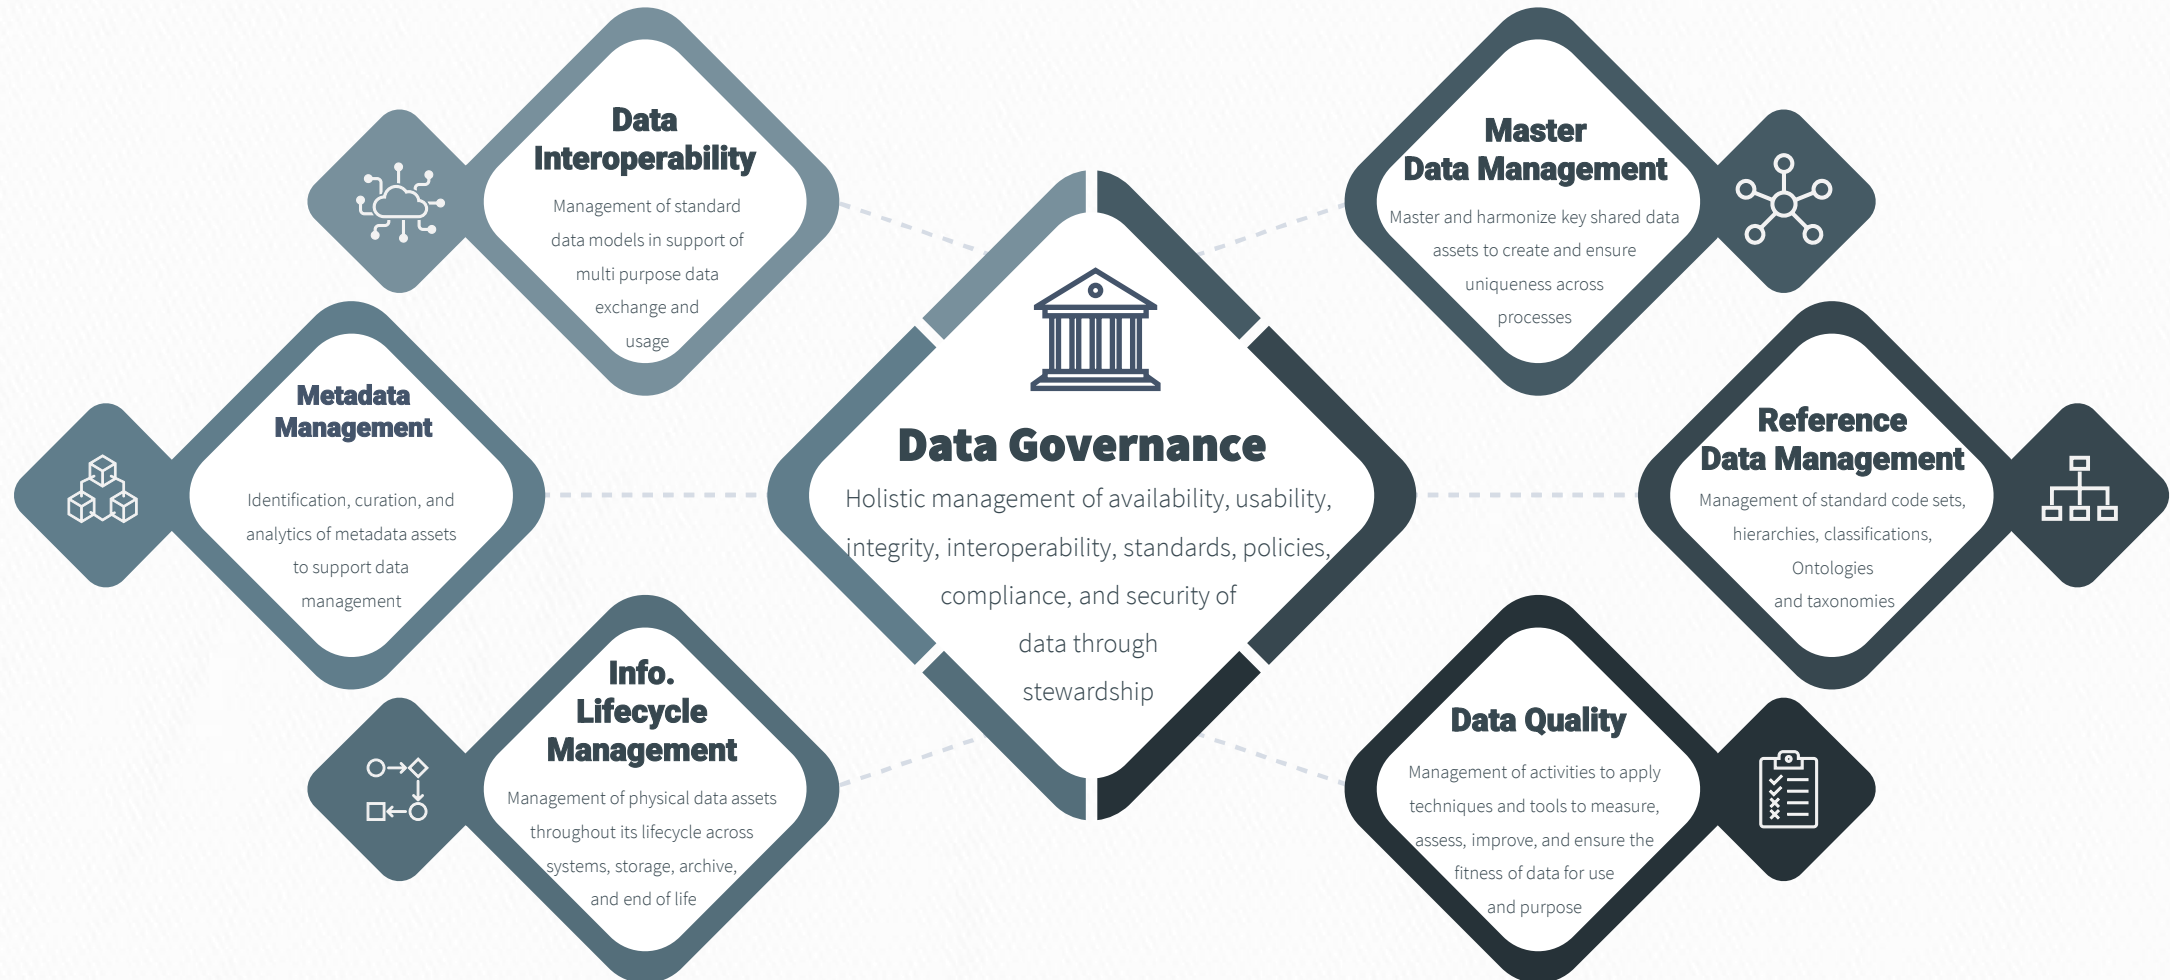 Data
Interoperability
Management of standard
data models in support of
multi purpose data
exchange and
usage
Master
Data Management
Master and harmonize key shared data
assets to create and ensure
uniqueness across
processes
Metadata
Management
Identification, curation, and
analytics of metadata assets
to support data
management
Data Governance
Holistic management of availability, usability,
integrity, interoperability, standards, policies,
compliance, and security of
data through
stewardship
Reference
Data Management
Management of standard code sets,
hierarchies, classifications,
Ontologies
and taxonomies
Info.
Lifecycle
Management
Management of physical data assets
throughout its lifecycle across
systems, storage, archive,
and end of life
Data Quality
Management of activities to apply
techniques and tools to measure,
assess, improve, and ensure the
fitness of data for use
and purpose